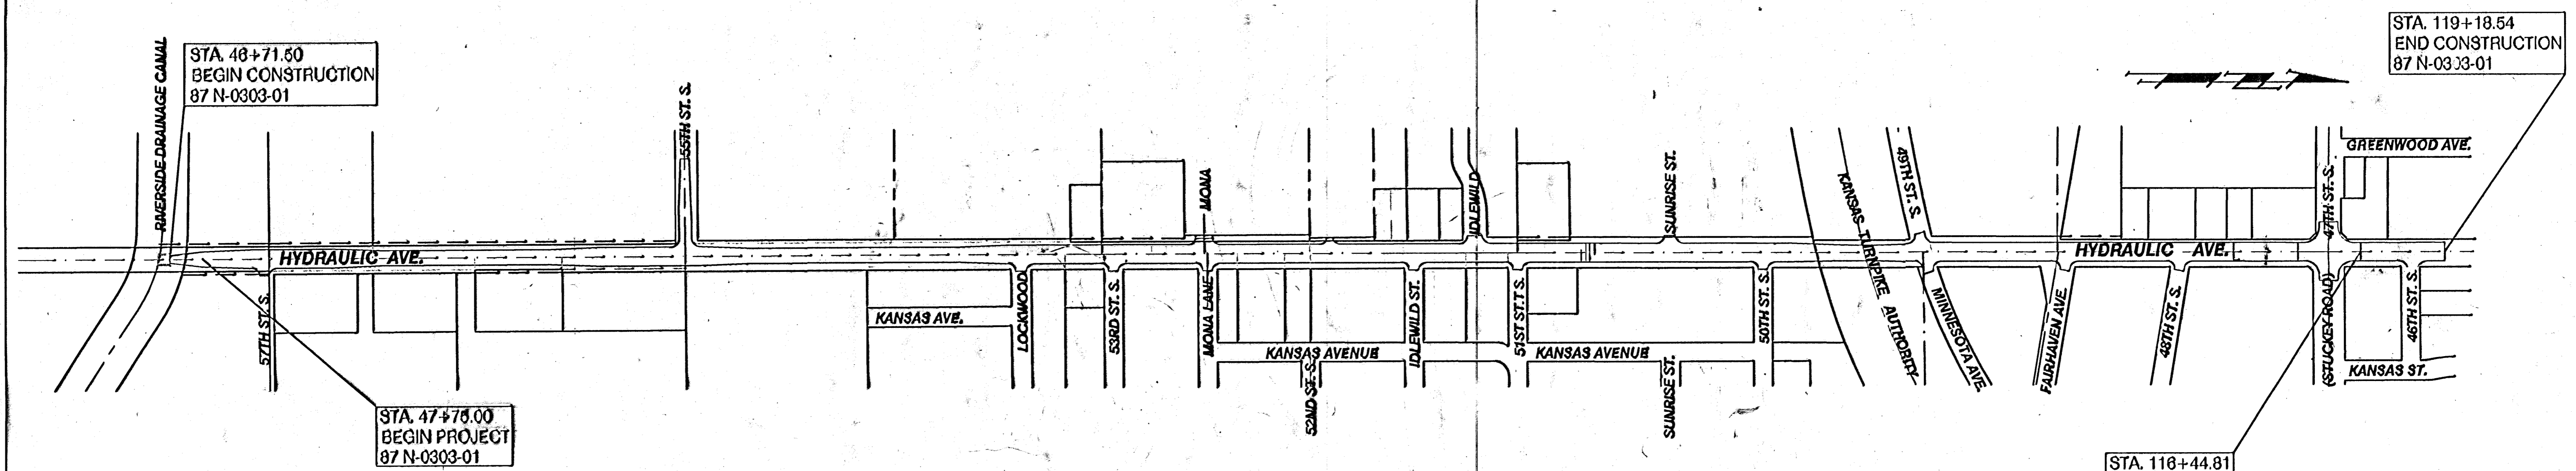 STA. 119+18.54
END CONSTRUCTION
87 N-0303-01
STA. 46+71.50
BEGIN CONSTRUCTION
87 N-0303-01
RIVERSIDE DRAINAGE CANAL
55TH ST. S.
MONA
IDLEWILD
SUNRISE ST.
49TH ST. S.
47TH ST. S.
GREENWOOD AVE.
HYDRAULIC AVE.
HYDRAULIC AVE.
57TH ST. S.
KANSAS AVE.
LOCKWOOD
53RD ST. S.
MONA LANE
KANSAS AVENUE
52ND ST. S.
IDLEWILD ST.
51ST ST.T S.
KANSAS AVENUE
SUNRISE ST.
50TH ST. S.
KANSAS TURNPIKE AUTHORITY
MINNESOTA AVE.
FAIRHAVEN AVE.
48TH ST. S.
(STUCKEY ROAD)
46TH ST. S.
KANSAS ST.
STA. 47+75.00
BEGIN PROJECT
87 N-0303-01
STA. 116+44.81